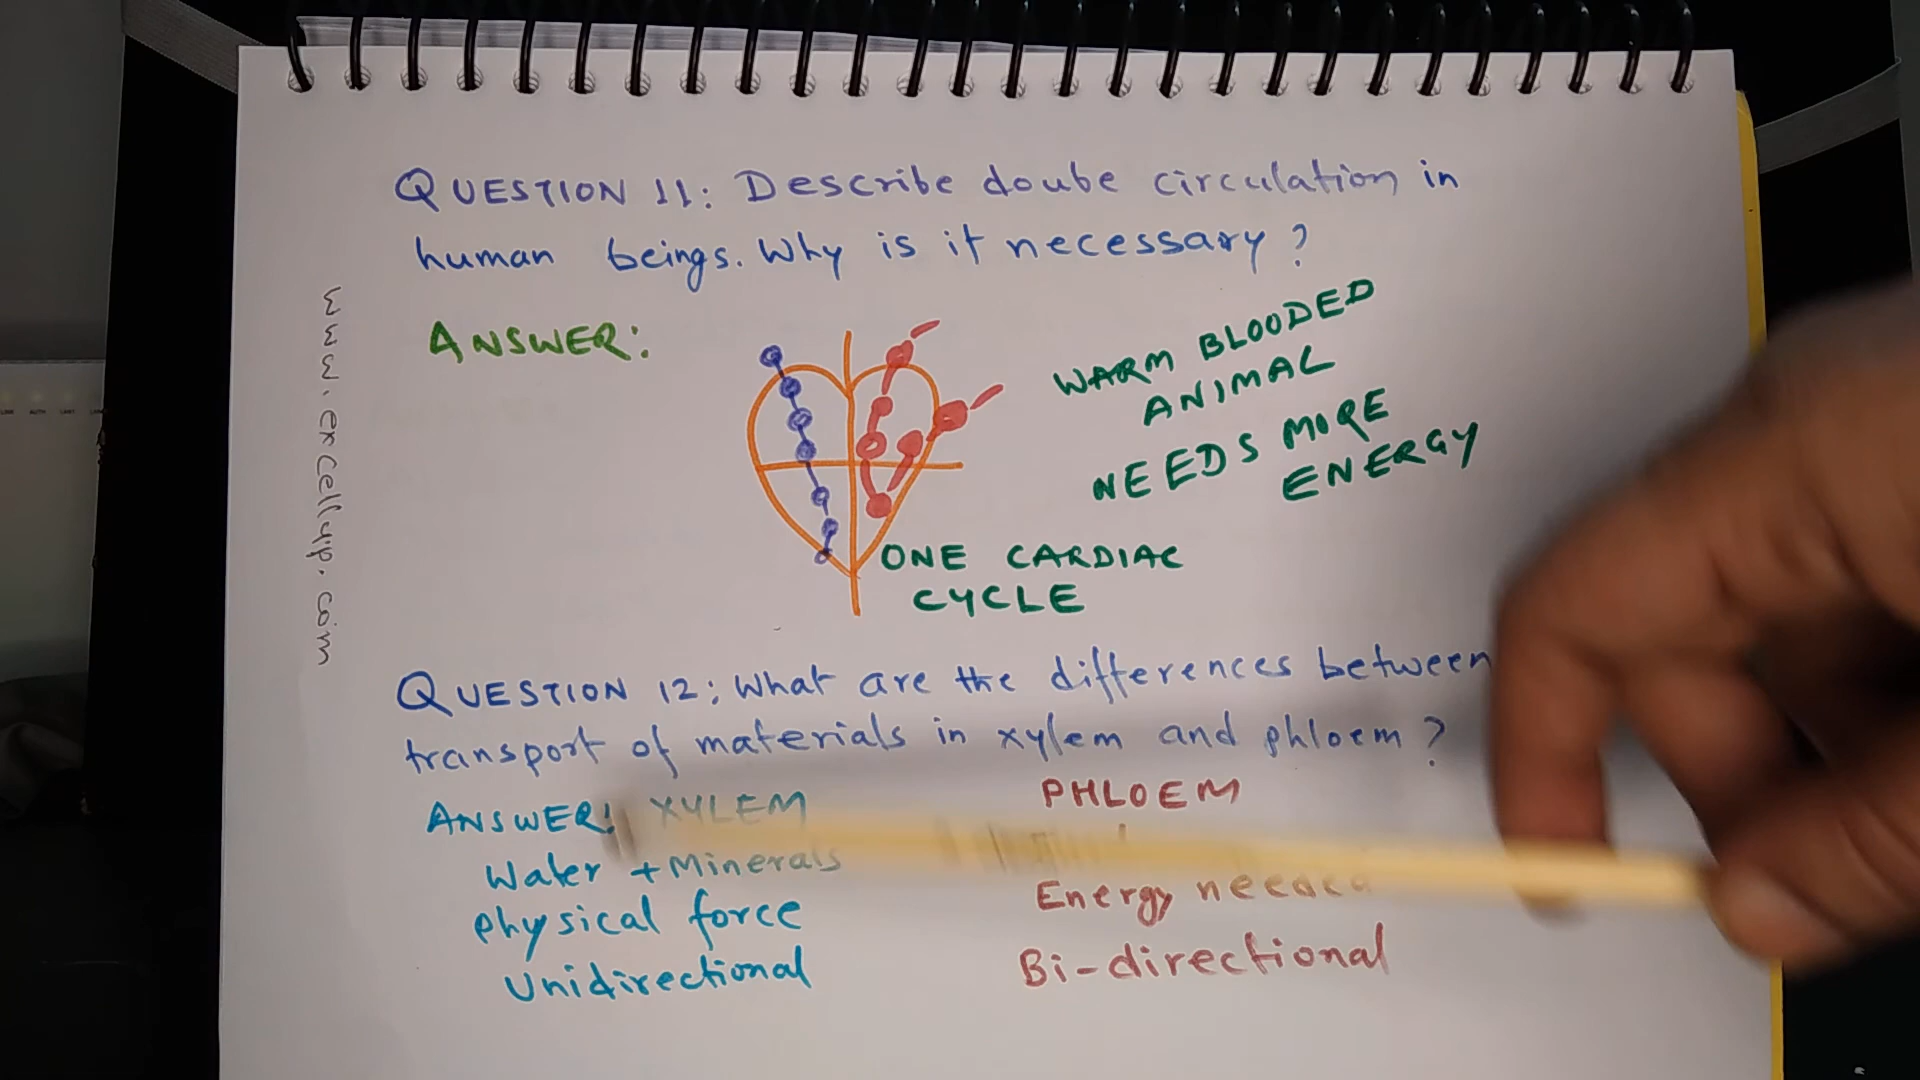 QUESTION 11: Describe doube circulation in
human beings. Why is it necessary?
ANSWER:
WARM BLOODED
ANIMAL
NEEDS MORE
ENERGY
ONE CARDIAC
CYCLE
www.excellup.com
QUESTION 12: What are the differences between
transport of materials in xylem and phloem?
ANSWER: XYLEM
Water + Minerals
Physical force
Unidirectional
PHLOEM
Energy needed
Bi-directional